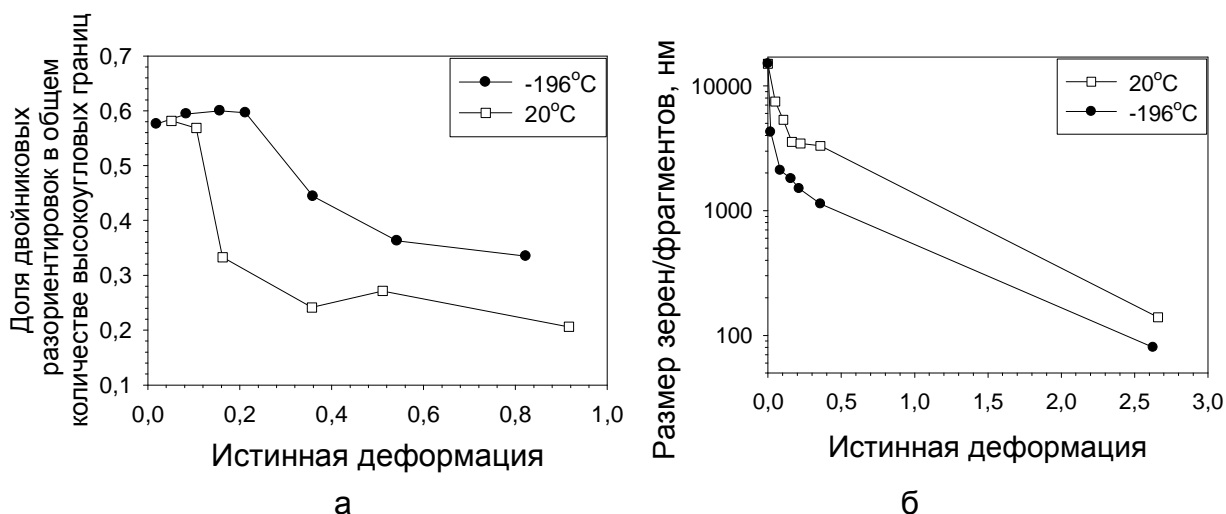 Доля двойниковых
разориентировок в общем
количестве высокоугловых границ
0,7
0,6
0,5
0,4
0,3
0,2
0,1
-196°C
20°C
0,0 0,2 0,4 0,6 0,8 1,0
Истинная деформация
а
Размер зерен/фрагментов, нм
10000
1000
100
20°C
-196°C
0,0 0,5 1,0 1,5 2,0 2,5 3,0
Истинная деформация
б